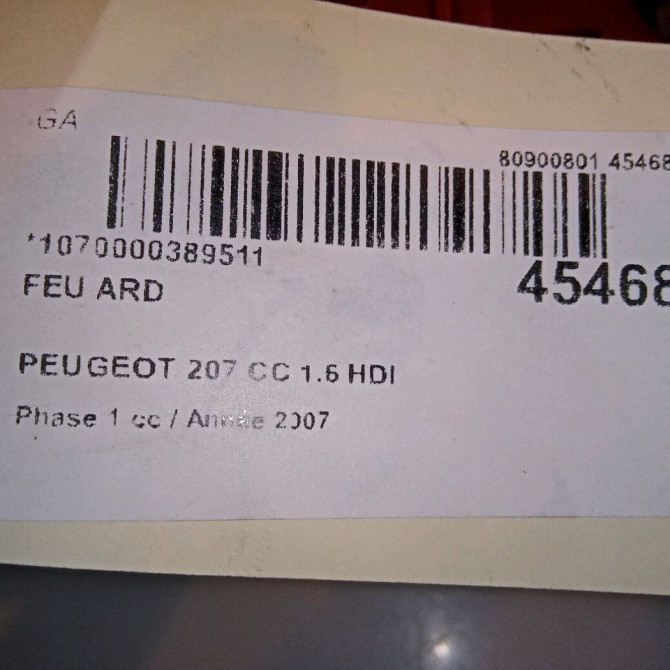 GA
80900801 45468
*1070000389511
45468
FEU ARD
PEUGEOT 207 CC 1.6 HDI
Phase 1 cc / Année 2007